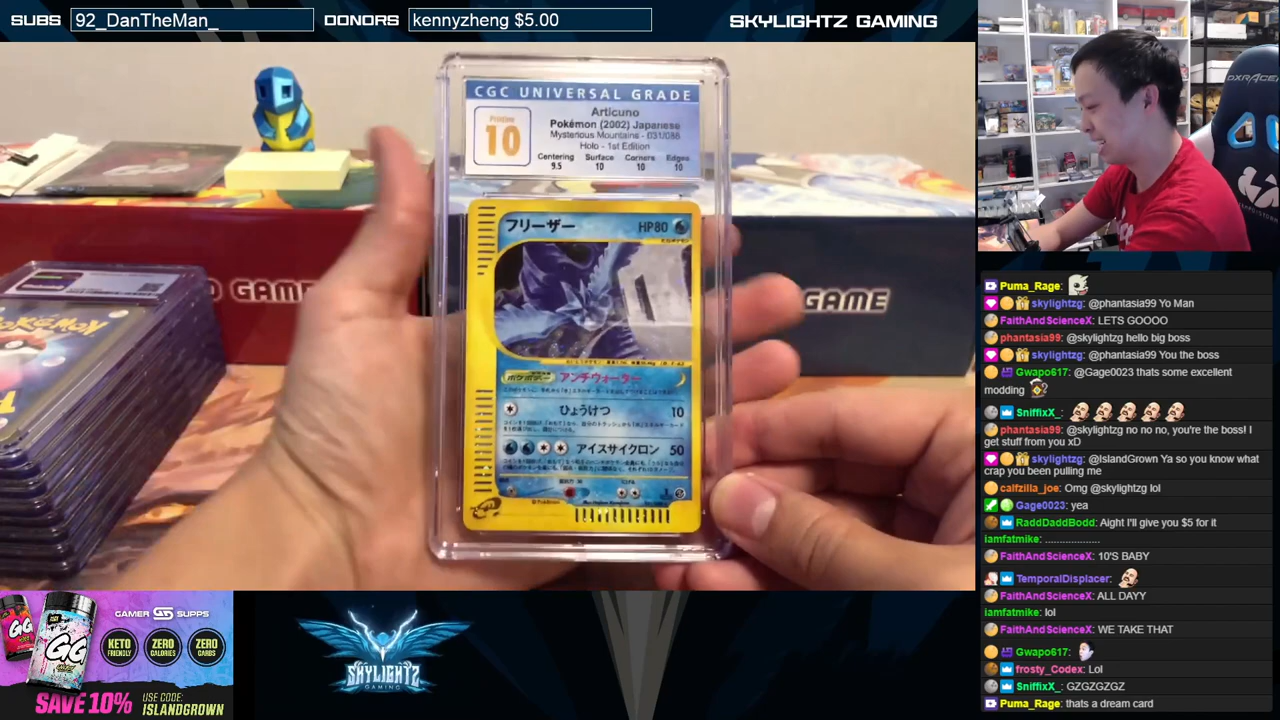 SUBS 92_DanTheMan_ DONORS kennyzheng $5.00 SKYLIGHTZ GAMING
CGC UNIVERSAL GRADE
Pristine
10
Articuno
Pokémon (2002) Japanese
Mysterious Mountains - 031/088
Holo - 1st Edition
Centering Surface Corners Edges
9.5 10 10 10
フリーザー HP80
アンチウォーター
ひょうけつ 10
アイスサイクロン 50
GAME
DXRACER
Puma_Rage:
skylightzg: @phantasia99 Yo Man
FaithAndScienceX: LETS GOOOO
phantasia99: @skylightzg hello big boss
skylightzg: @phantasia99 You the boss
Gwapo617: @Gage0023 thats some excellent
modding
SniffixX_:
phantasia99: @skylightzg no no no, you're the boss! I
get stuff from you xD
skylightzg: @IslandGrown Ya so you know what
crap you been pulling me
calfzilla_joe: Omg @skylightzg lol
Gage0023: yea
RaddDaddBodd: Aight I'll give you $5 for it
iamfatmike: ...................
FaithAndScienceX: 10'S BABY
TemporalDisplacer:
FaithAndScienceX: ALL DAYY
iamfatmike: lol
FaithAndScienceX: WE TAKE THAT
Gwapo617:
frosty_Codex: Lol
SniffixX_: GZGZGZGZ
Puma_Rage: thats a dream card
GAMER GS SUPPS
GG
KETO FRIENDLY
ZERO CALORIES
ZERO CARBS
SAVE 10% USE CODE:
ISLANDGROWN
SKYLIGHTZ
GAMING